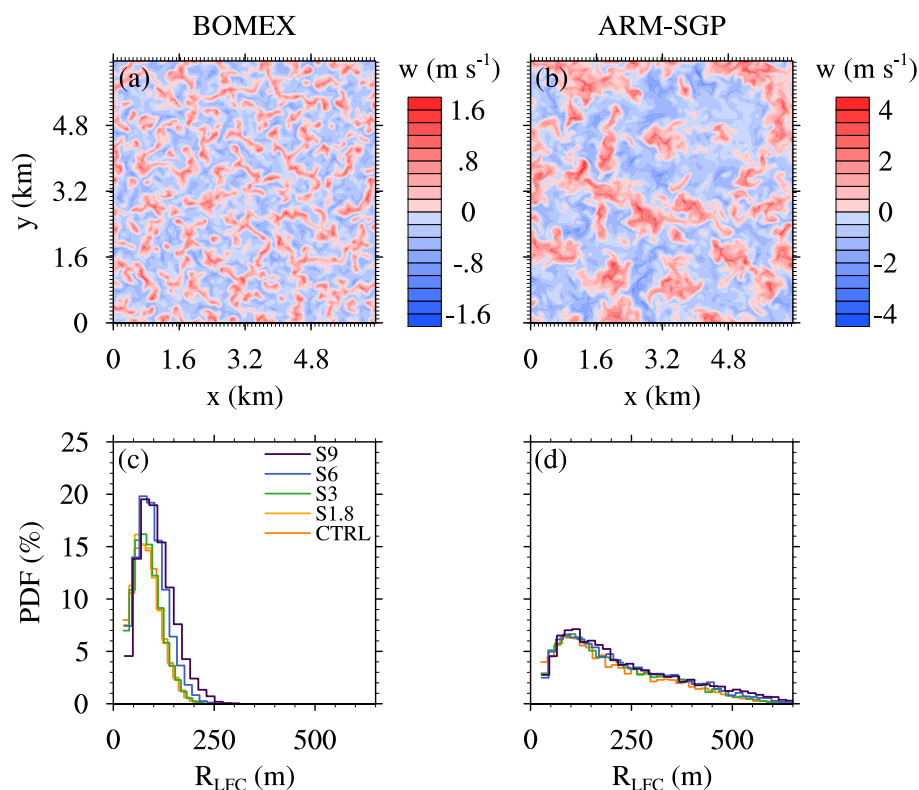 BOMEX
ARM-SGP
(a)
w (m s⁻¹)
1.6
.8
0
-.8
-1.6
y (km)
4.8
3.2
1.6
0
0 1.6 3.2 4.8
x (km)
(b)
w (m s⁻¹)
4
2
0
-2
-4
0 1.6 3.2 4.8
x (km)
(c)
S9
S6
S3
S1.8
CTRL
PDF (%)
25
20
15
10
5
0
0 250 500
R_LFC (m)
(d)
0 250 500
R_LFC (m)